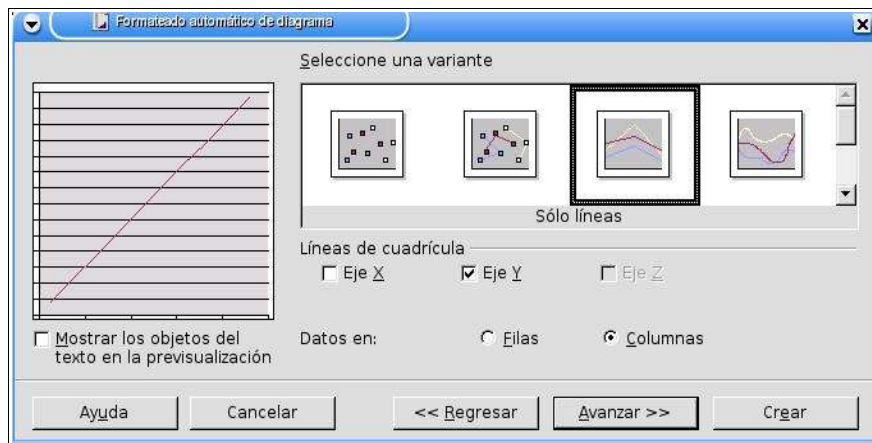 Formateado automático de diagrama
Seleccione una variante
Sólo líneas
Líneas de cuadrícula
Eje X
Eje Y
Eje Z
Mostrar los objetos del
texto en la previsualización
Datos en:
Filas
Columnas
Ayuda
Cancelar
<< Regresar
Avanzar >>
Crear